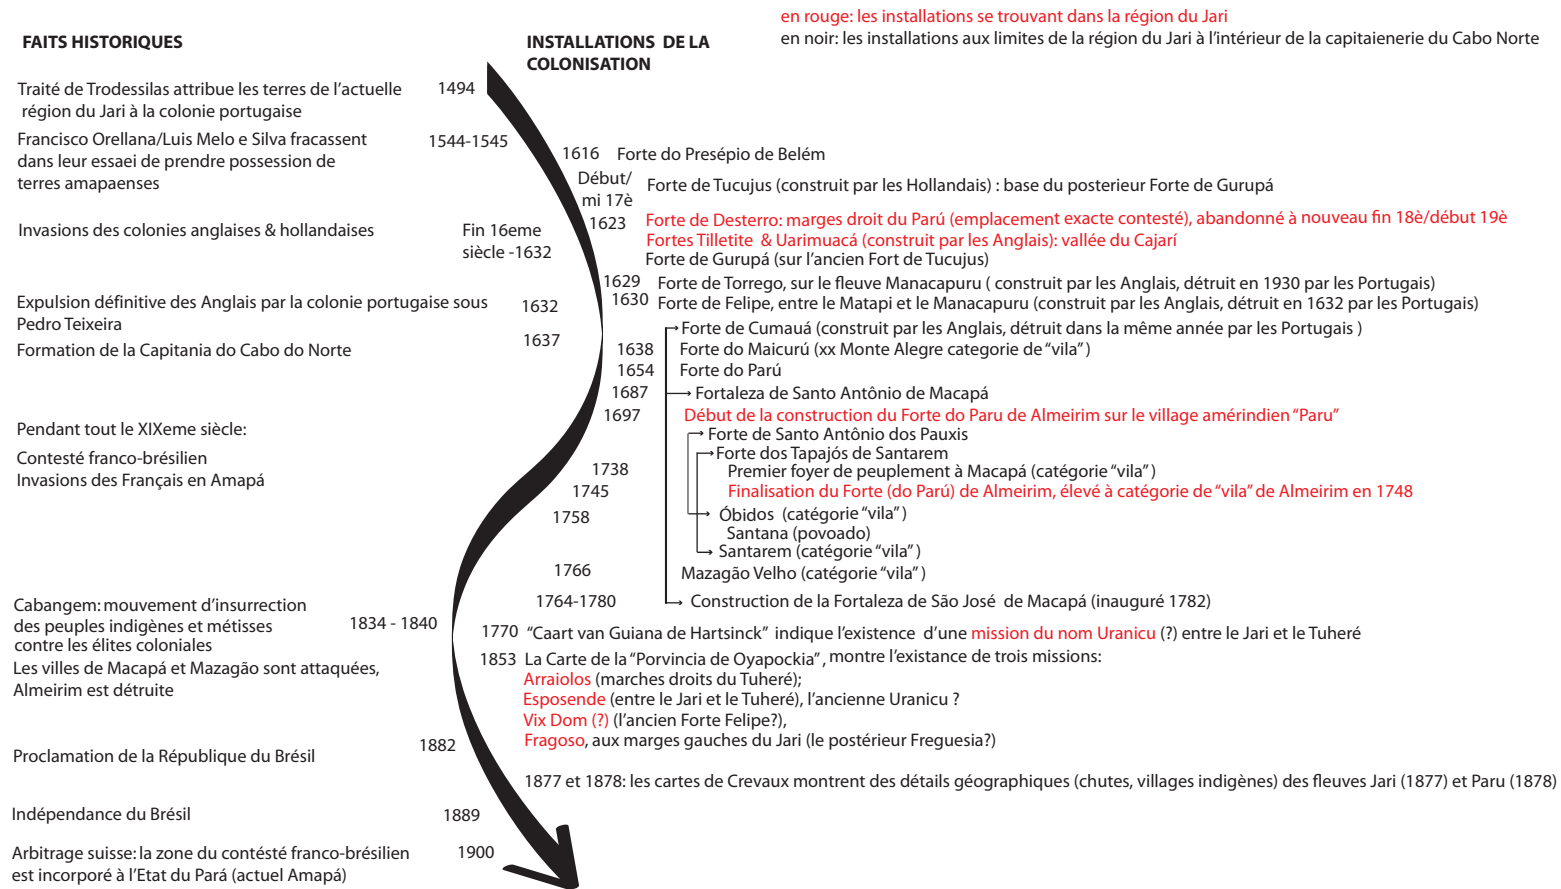 en rouge: les installations se trouvant dans la région du Jari
en noir: les installations aux limites de la région du Jari à l'intérieur de la capitaienerie du Cabo Norte
FAITS HISTORIQUES
INSTALLATIONS DE LA
COLONISATION
Traité de Trodessilas attribue les terres de l'actuelle
région du Jari à la colonie portugaise
1494
Francisco Orellana/Luis Melo e Silva fracassent
dans leur essaei de prendre possession de
terres amapaenses
1544-1545
Invasions des colonies anglaises & hollandaises
Fin 16eme
siècle -1632
Expulsion définitive des Anglais par la colonie portugaise sous
Pedro Teixeira
1632
Formation de la Capitania do Cabo do Norte
1637
Pendant tout le XIXeme siècle:
Contesté franco-brésilien
Invasions des Français en Amapá
Cabangem: mouvement d'insurrection
des peuples indigènes et métisses
contre les élites coloniales
Les villes de Macapá et Mazagão sont attaquées,
Almeirim est détruite
1834 - 1840
Proclamation de la République du Brésil
1882
Indépendance du Brésil
1889
Arbitrage suisse: la zone du contésté franco-brésilien
est incorporé à l'Etat du Pará (actuel Amapá)
1900
1616 Forte do Presépio de Belém
Début/
mi 17è
Forte de Tucujus (construit par les Hollandais) : base du posterieur Forte de Gurupá
1623 Forte de Desterro: marges droit du Parú (emplacement exacte contesté), abandonné à nouveau fin 18è/début 19è
Fortes Tilletite & Uarimuacá (construit par les Anglais): vallée du Cajarí
Forte de Gurupá (sur l'ancien Fort de Tucujus)
1629 Forte de Torrego, sur le fleuve Manacapuru ( construit par les Anglais, détruit en 1930 par les Portugais)
1630 Forte de Felipe, entre le Matapi et le Manacapuru (construit par les Anglais, détruit en 1632 par les Portugais)
Forte de Cumauá (construit par les Anglais, détruit dans la même année par les Portugais )
1638 Forte do Maicurú (xx Monte Alegre categorie de "vila")
1654 Forte do Parú
1687 Fortaleza de Santo Antônio de Macapá
1697 Début de la construction du Forte do Paru de Almeirim sur le village amérindien "Paru"
Forte de Santo Antônio dos Pauxis
Forte dos Tapajós de Santarem
1738 Premier foyer de peuplement à Macapá (catégorie "vila")
1745 Finalisation du Forte (do Parú) de Almeirim, élevé à catégorie de "vila" de Almeirim en 1748
1758 Óbidos (catégorie "vila")
Santana (povoado)
Santarem (catégorie "vila")
1766 Mazagão Velho (catégorie "vila")
1764-1780 Construction de la Fortaleza de São José de Macapá (inauguré 1782)
1770 "Caart van Guiana de Hartsinck" indique l'existence d'une mission du nom Uranicu (?) entre le Jari et le Tuheré
1853 La Carte de la "Porvincia de Oyapockia", montre l'existance de trois missions:
Arraiolos (marches droits du Tuheré);
Esposende (entre le Jari et le Tuheré), l'ancienne Uranicu ?
Vix Dom (?) (l'ancien Forte Felipe?),
Fragoso, aux marges gauches du Jari (le postérieur Freguesia?)
1877 et 1878: les cartes de Crevaux montrent des détails géographiques (chutes, villages indigènes) des fleuves Jari (1877) et Paru (1878)